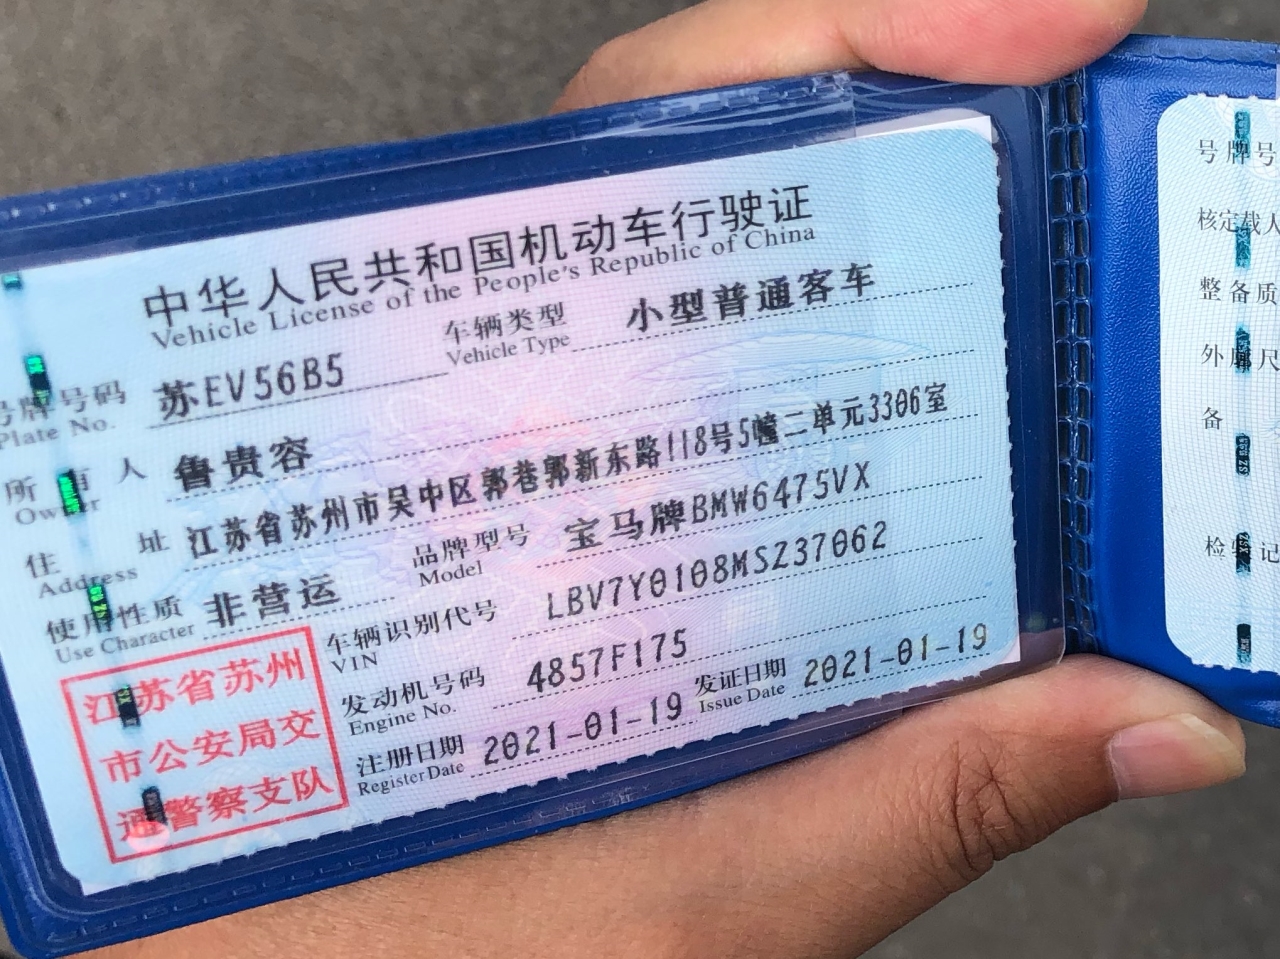 中华人民共和国机动车行驶证
Vehicle License of the People's Republic of China
号牌号码 苏EV56B5 车辆类型 小型普通客车
Plate No. Vehicle Type
所有人 鲁贵容
Owner
住址 江苏省苏州市吴中区郭巷郭新东路118号5幢二单元3306室
Address
使用性质 非营运 品牌型号 宝马牌BMW6475VX
Use Character Model
车辆识别代号 LBV7Y0108MSZ37062
VIN
发动机号码 4857F175
Engine No.
注册日期 2021-01-19 发证日期 2021-01-19
Register Date Issue Date
江苏省苏州
市公安局交
通警察支队
号牌号
核定载人
整备质
外廓尺
备
检验记